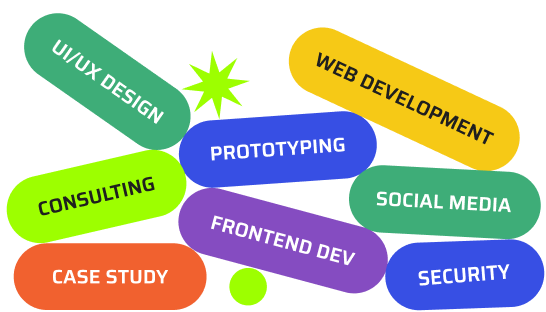 UI/UX DESIGN
WEB DEVELOPMENT
PROTOTYPING
CONSULTING
SOCIAL MEDIA
FRONTEND DEV
CASE STUDY
SECURITY